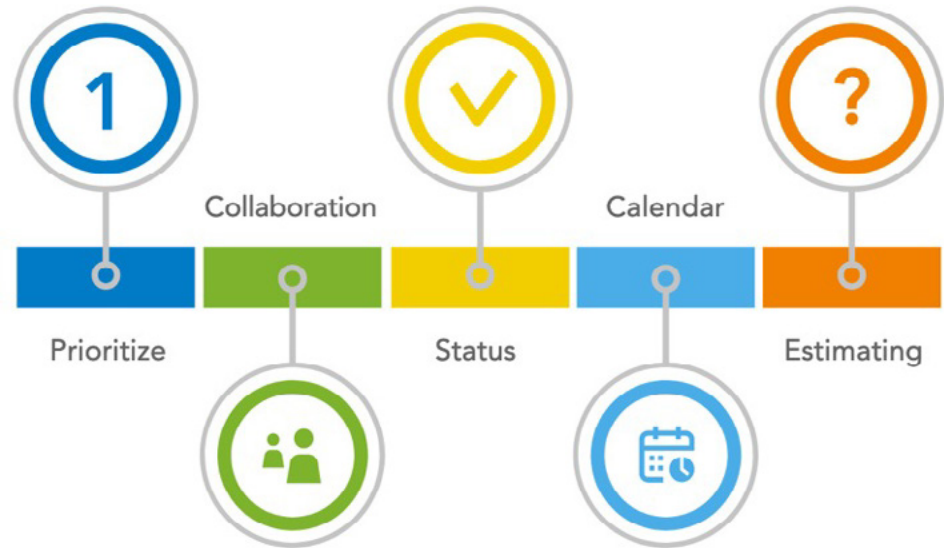 1
?
Collaboration
Calendar
Prioritize
Status
Estimating